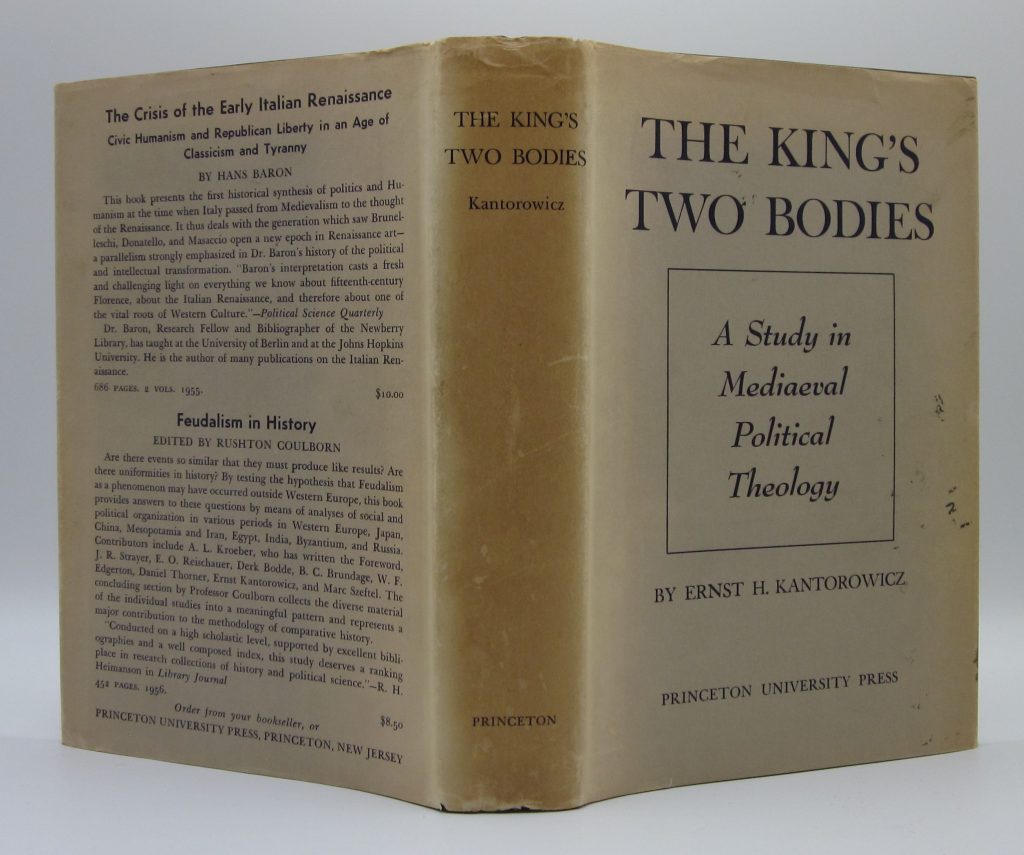 The Crisis of the Early Italian Renaissance
Civic Humanism and Republican Liberty in an Age of
Classicism and Tyranny
BY HANS BARON
This book presents the first historical synthesis of politics and Hu-
manism at the time when Italy passed from Medievalism to the thought
of the Renaissance. It thus deals with the generation which saw Brunel-
leschi, Donatello, and Masaccio open a new epoch in Renaissance art—
a parallelism strongly emphasized in Dr. Baron's history of the political
and intellectual transformation. "Baron's interpretation casts a fresh
and challenging light on everything we know about fifteenth-century
Florence, about the Italian Renaissance, and therefore about one of
the vital roots of Western Culture."—Political Science Quarterly
Dr. Baron, Research Fellow and Bibliographer of the Newberry
Library, has taught at the University of Berlin and at the Johns Hopkins
University. He is the author of many publications on the Italian Ren-
aissance.
686 PAGES. 2 VOLS. 1955. $10.00
Feudalism in History
EDITED BY RUSHTON COULBORN
Are there events so similar that they must produce like results? Are
there uniformities in history? By testing the hypothesis that Feudalism
as a phenomenon may have occurred outside Western Europe, this book
provides answers to these questions by means of analyses of social and
political organization in various periods in Western Europe, Japan,
China, Mesopotamia and Iran, Egypt, India, Byzantium, and Russia.
Contributors include A. L. Kroeber, who has written the Foreword,
J. R. Strayer, E. O. Reischauer, Derk Bodde, B. C. Brundage, W. F.
Edgerton, Daniel Thorner, Ernst Kantorowicz, and Marc Szeftel. The
concluding section by Professor Coulborn collects the diverse material
of the individual studies into a meaningful pattern and represents a
major contribution to the methodology of comparative history.
"Conducted on a high scholastic level, supported by excellent bibli-
ographies and a well composed index, this study deserves a ranking
place in research collections of history and political science."—R. H.
Heimanson in Library Journal
452 PAGES. 1956. $8.50
Order from your bookseller, or
PRINCETON UNIVERSITY PRESS, PRINCETON, NEW JERSEY
THE KING'S
TWO BODIES
Kantorowicz
PRINCETON
THE KING'S
TWO BODIES
A Study in
Mediaeval
Political
Theology
BY ERNST H. KANTOROWICZ
PRINCETON UNIVERSITY PRESS